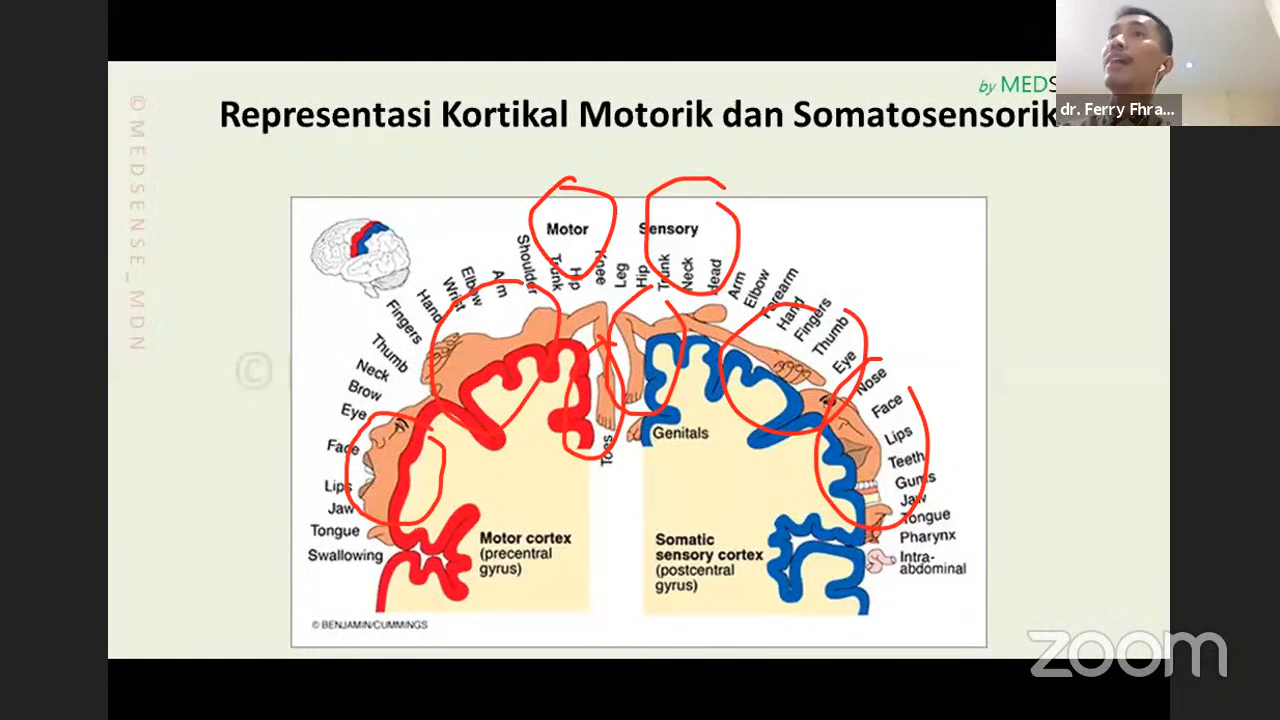 by MEDS
Representasi Kortikal Motorik dan Somatosensorik
dr. Ferry Fhra...
©MEDSENSE_MDN
©
Motor
Sensory
Swallowing
Tongue
Jaw
Lips
Face
Eye
Brow
Neck
Thumb
Fingers
Hand
Wrist
Elbow
Arm
Shoulder
Trunk
Hip
Knee
Toes
Leg
Hip
Trunk
Neck
Head
Arm
Elbow
Forearm
Hand
Fingers
Thumb
Eye
Nose
Face
Lips
Teeth
Gums
Jaw
Tongue
Pharynx
Intra-
abdominal
Genitals
Motor cortex
(precentral
gyrus)
Somatic
sensory cortex
(postcentral
gyrus)
© BENJAMIN/CUMMINGS
zoom